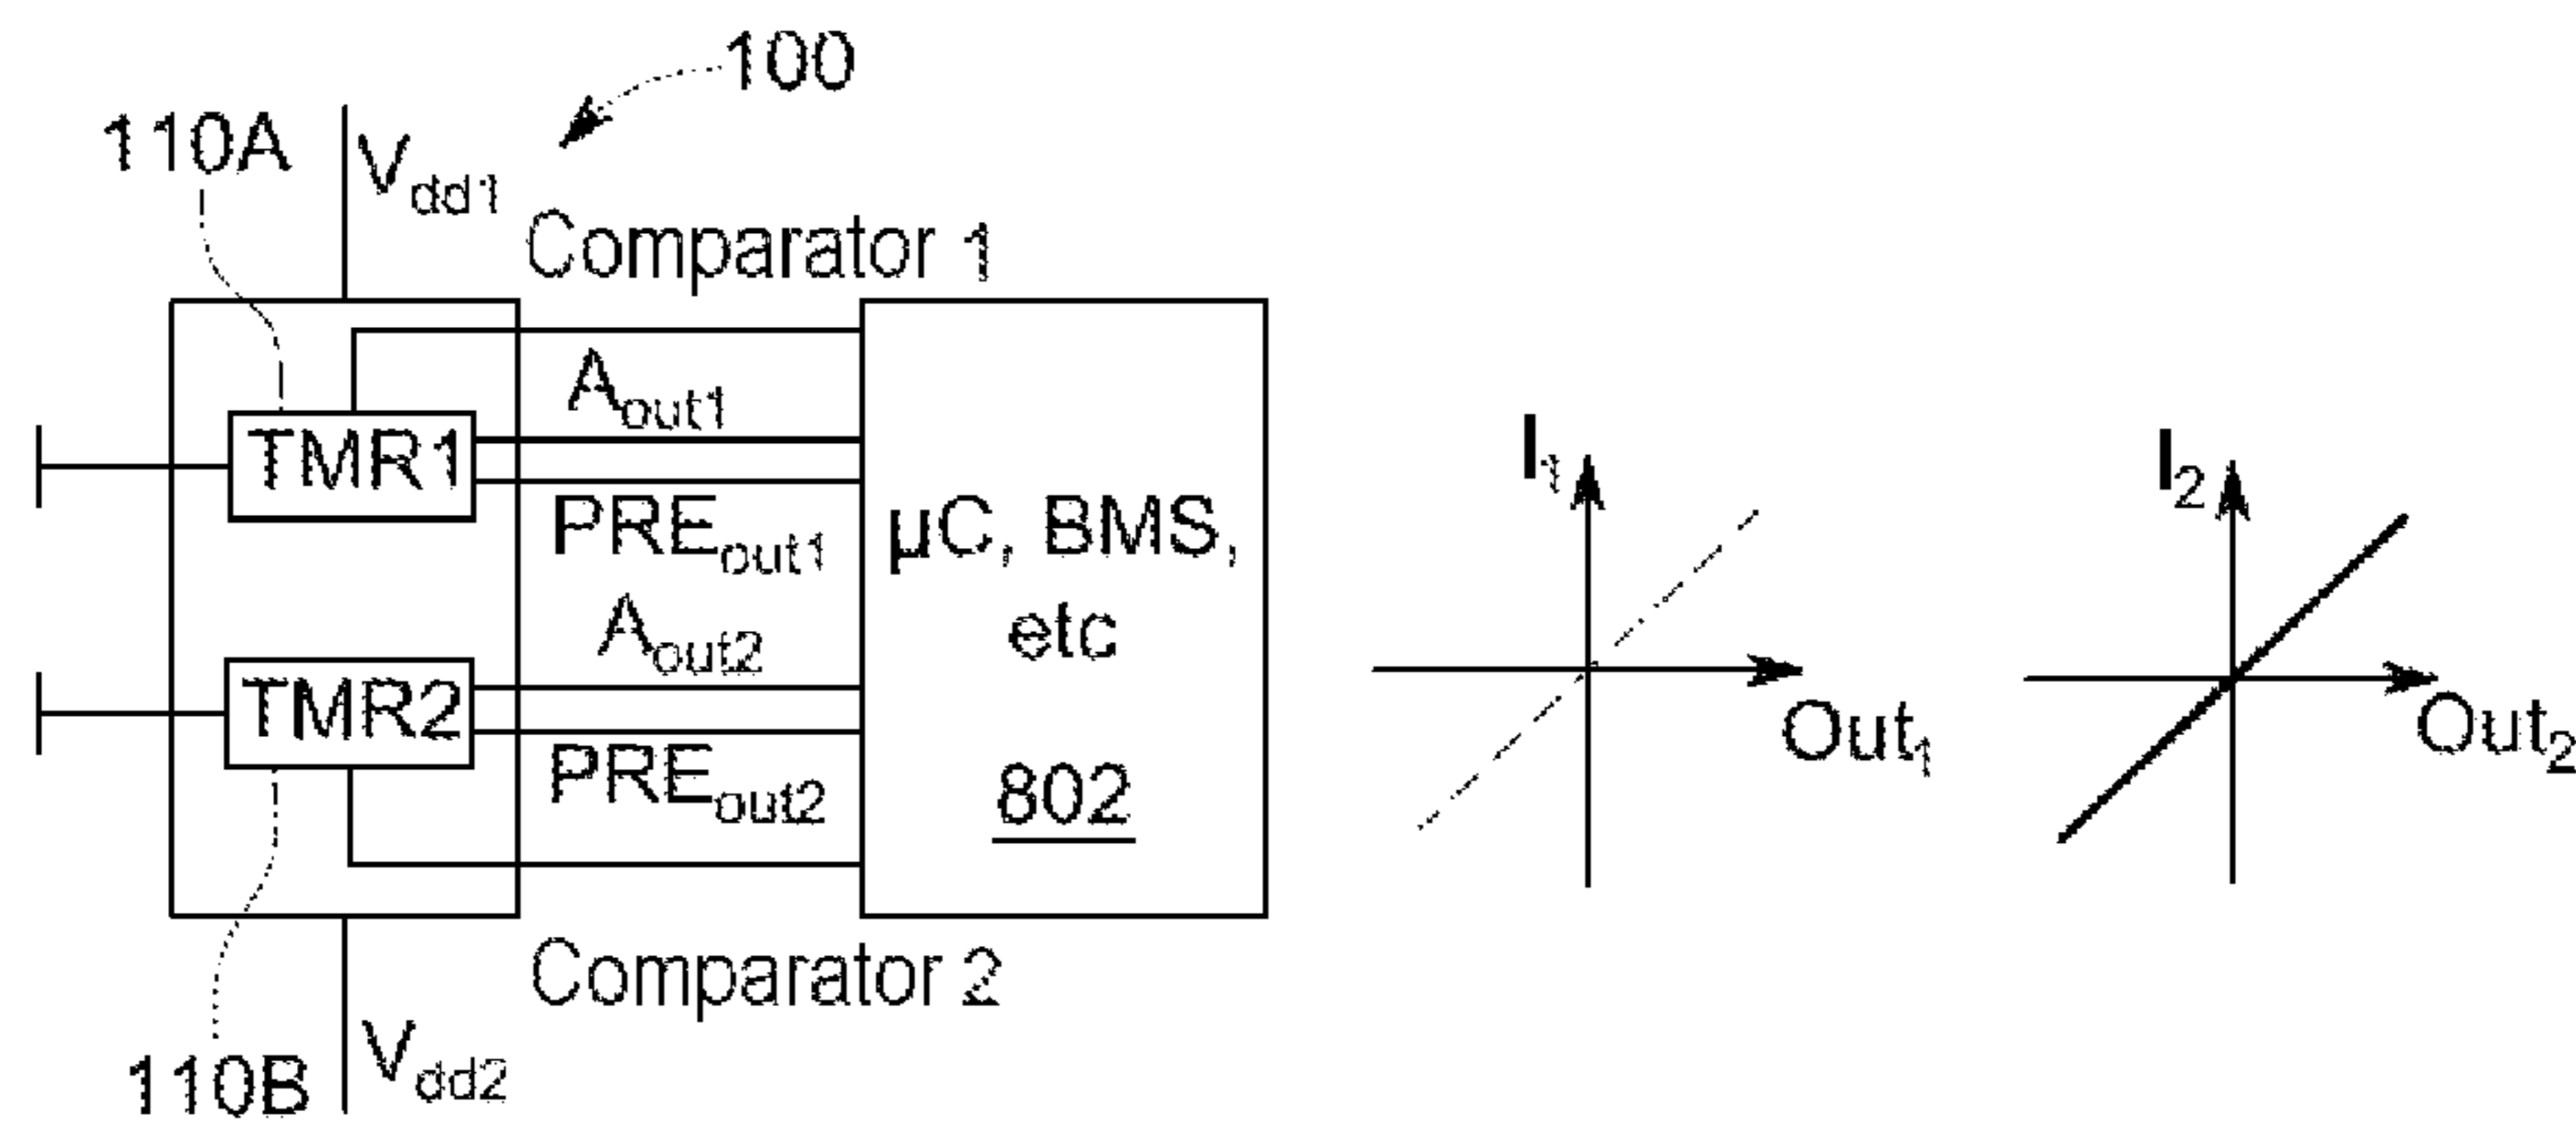 100
110A
Vdd1
Comparator 1
Aout1
TMR1
PREout1
Aout2
TMR2
PREout2
µC, BMS,
etc
802
Comparator 2
Vdd2
110B
I1
Out1
I2
Out2